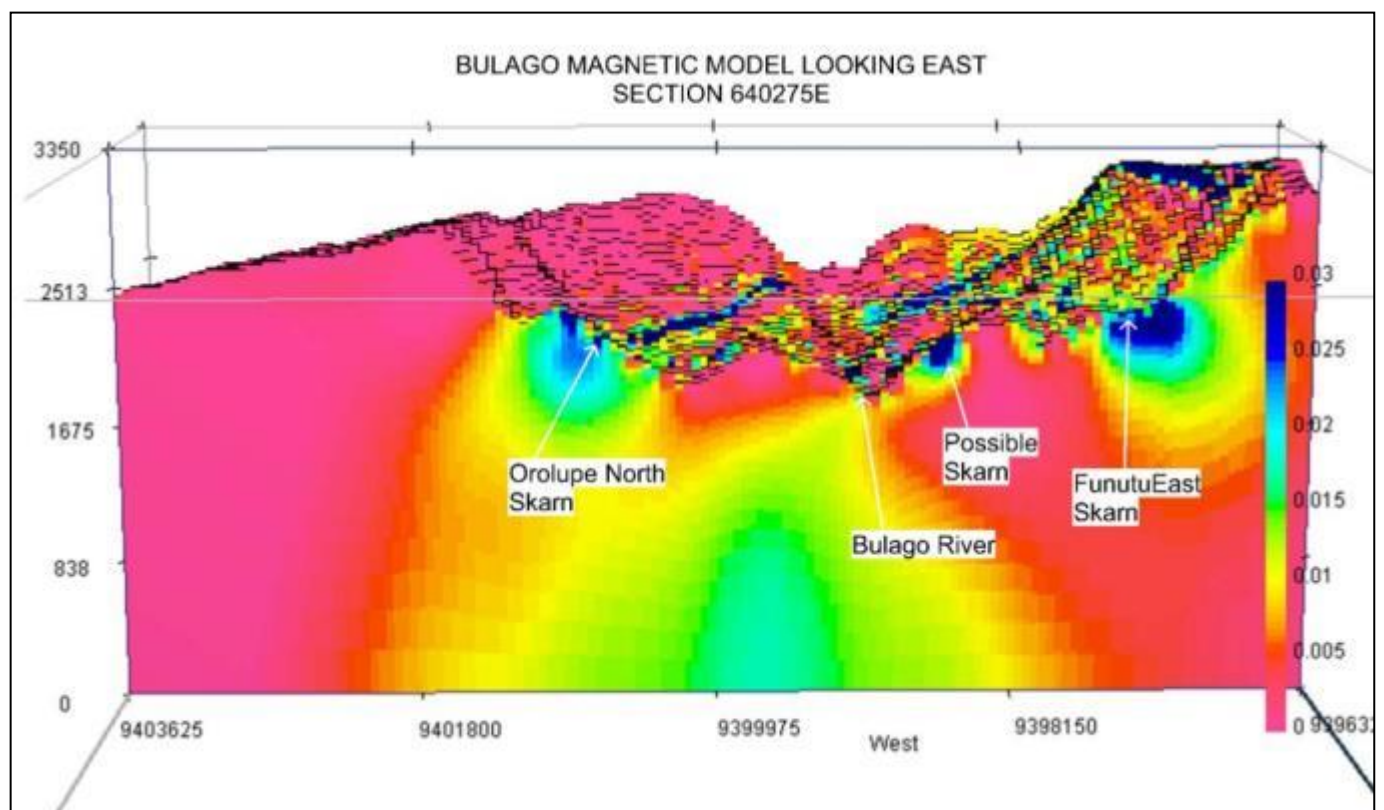 BULAGO MAGNETIC MODEL LOOKING EAST
SECTION 640275E
3350
2513
1675
838
0
0.03
0.025
0.02
0.015
0.01
0.005
0
Orolupe North
Skarn
Possible
Skarn
FunutuEast
Skarn
Bulago River
9403625
9401800
9399975
9398150
West